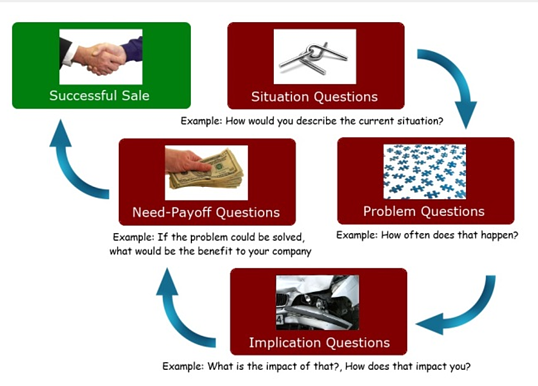 Successful Sale
Situation Questions
Example: How would you describe the current situation?
Need-Payoff Questions
Example: If the problem could be solved,
what would be the benefit to your company
Problem Questions
Example: How often does that happen?
Implication Questions
Example: What is the impact of that?, How does that impact you?